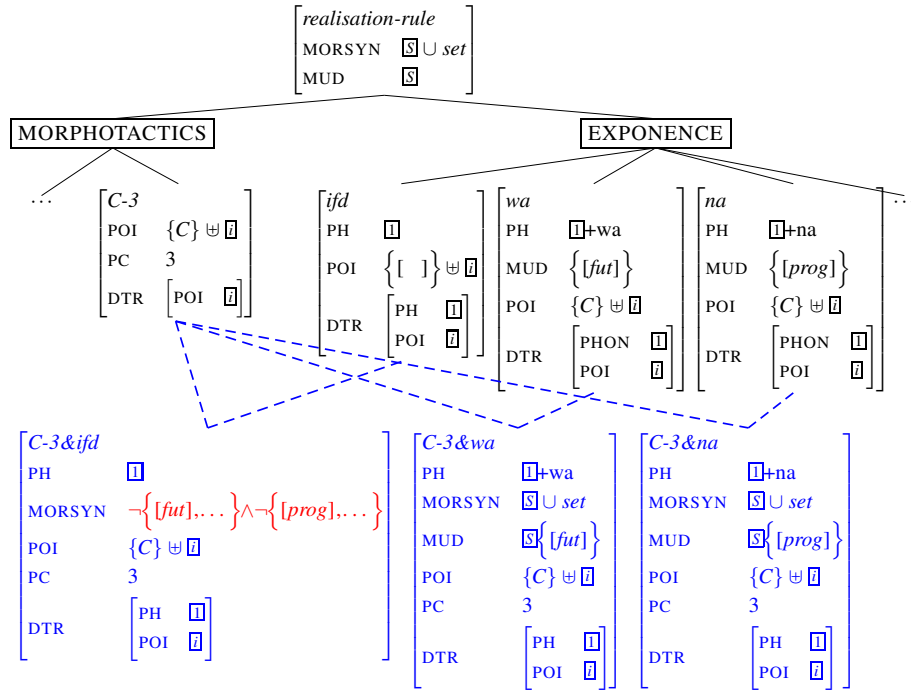 realisation-rule
MORSYN [S] ∪ set
MUD [S]
MORPHOTACTICS EXPONENCE
... C-3 ifd wa na ..
POI {C} ⊎ [i]
PC 3
DTR [POI [i]]
PH [1]
POI {[ ]} ⊎ [i]
DTR [PH [1]
POI [i]]
PH [1]+wa
MUD {[fut]}
POI {C} ⊎ [i]
DTR [PHON [1]
POI [i]]
PH [1]+na
MUD {[prog]}
POI {C} ⊎ [i]
DTR [PHON [1]
POI [i]]
C-3&ifd
PH [1]
MORSYN ¬{[fut],...}∧¬{[prog],...}
POI {C} ⊎ [i]
PC 3
DTR [PH [1]
POI [i]]
C-3&wa
PH [1]+wa
MORSYN [S] ∪ set
MUD [S]{[fut]}
POI {C} ⊎ [i]
PC 3
DTR [PH [1]
POI [i]]
C-3&na
PH [1]+na
MORSYN [S] ∪ set
MUD [S]{[prog]}
POI {C} ⊎ [i]
PC 3
DTR [PH [1]
POI [i]]